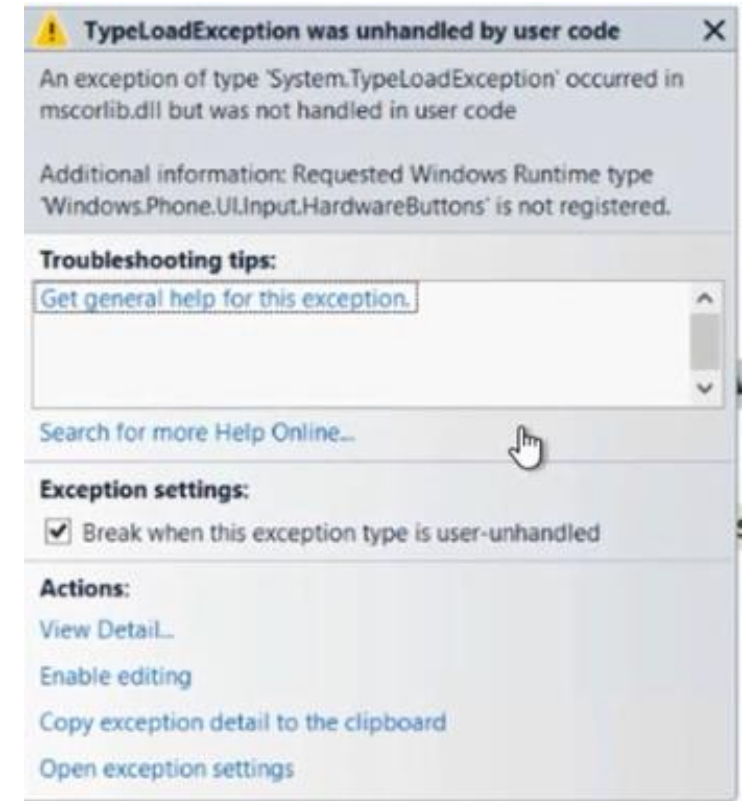 TypeLoadException was unhandled by user code
An exception of type 'System.TypeLoadException' occurred in
mscorlib.dll but was not handled in user code
Additional information: Requested Windows Runtime type
'Windows.Phone.UI.Input.HardwareButtons' is not registered.
Troubleshooting tips:
Get general help for this exception.
Search for more Help Online...
Exception settings:
Break when this exception type is user-unhandled
Actions:
View Detail...
Enable editing
Copy exception detail to the clipboard
Open exception settings